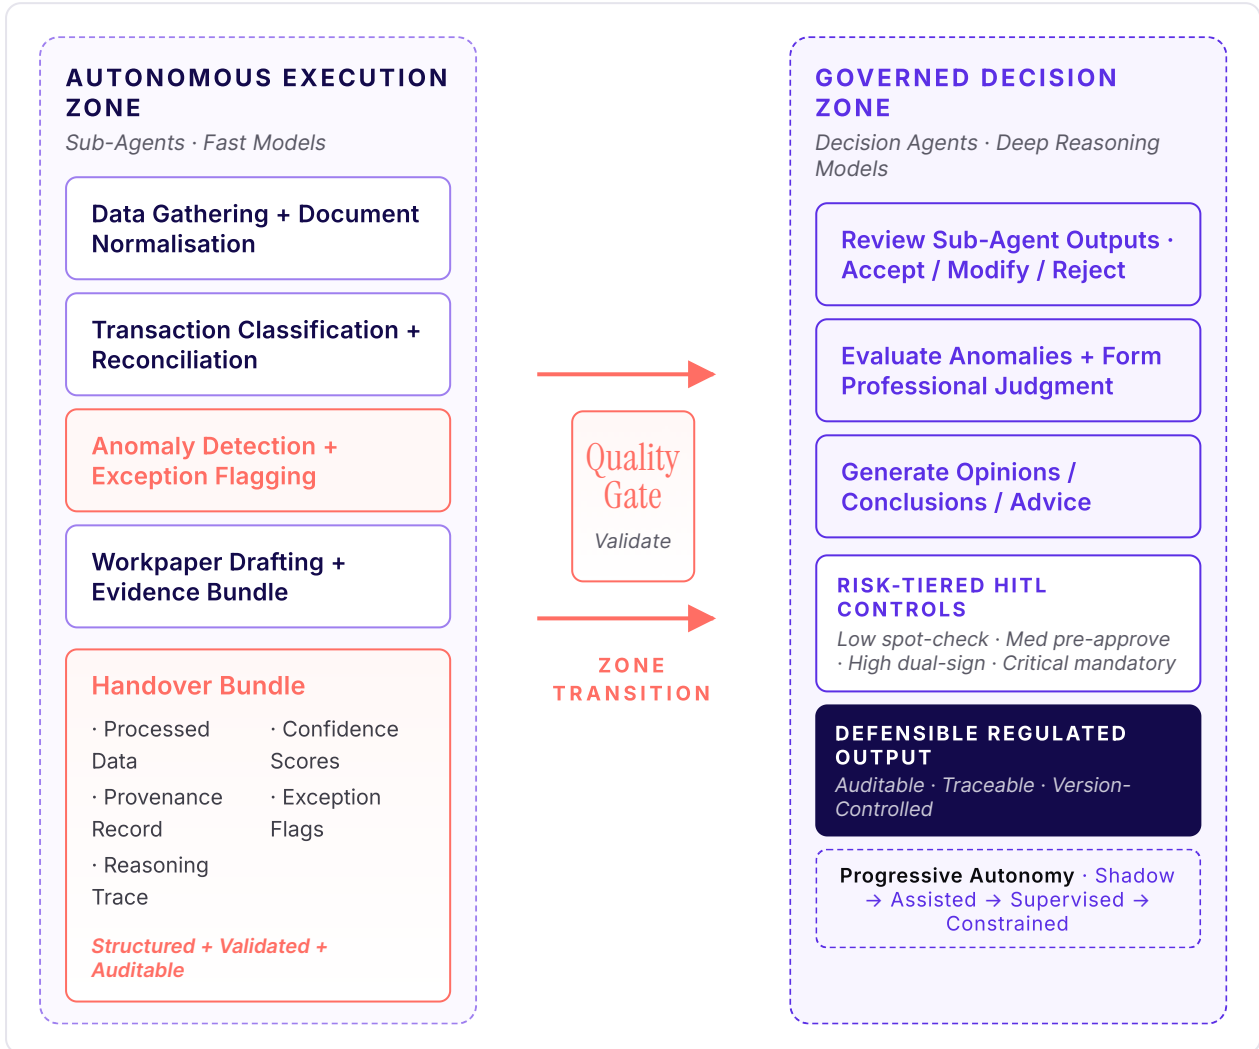 AUTONOMOUS EXECUTION
ZONE
Sub-Agents · Fast Models
Data Gathering + Document
Normalisation
Transaction Classification +
Reconciliation
Anomaly Detection +
Exception Flagging
Workpaper Drafting +
Evidence Bundle
Handover Bundle
· Processed
Data
· Confidence
Scores
· Provenance
Record
· Exception
Flags
· Reasoning
Trace
Structured + Validated +
Auditable
Quality
Gate
Validate
ZONE
TRANSITION
GOVERNED DECISION
ZONE
Decision Agents · Deep Reasoning
Models
Review Sub-Agent Outputs ·
Accept / Modify / Reject
Evaluate Anomalies + Form
Professional Judgment
Generate Opinions /
Conclusions / Advice
RISK-TIERED HITL
CONTROLS
Low spot-check · Med pre-approve
· High dual-sign · Critical mandatory
DEFENSIBLE REGULATED
OUTPUT
Auditable · Traceable · Version-
Controlled
Progressive Autonomy · Shadow
→ Assisted → Supervised →
Constrained